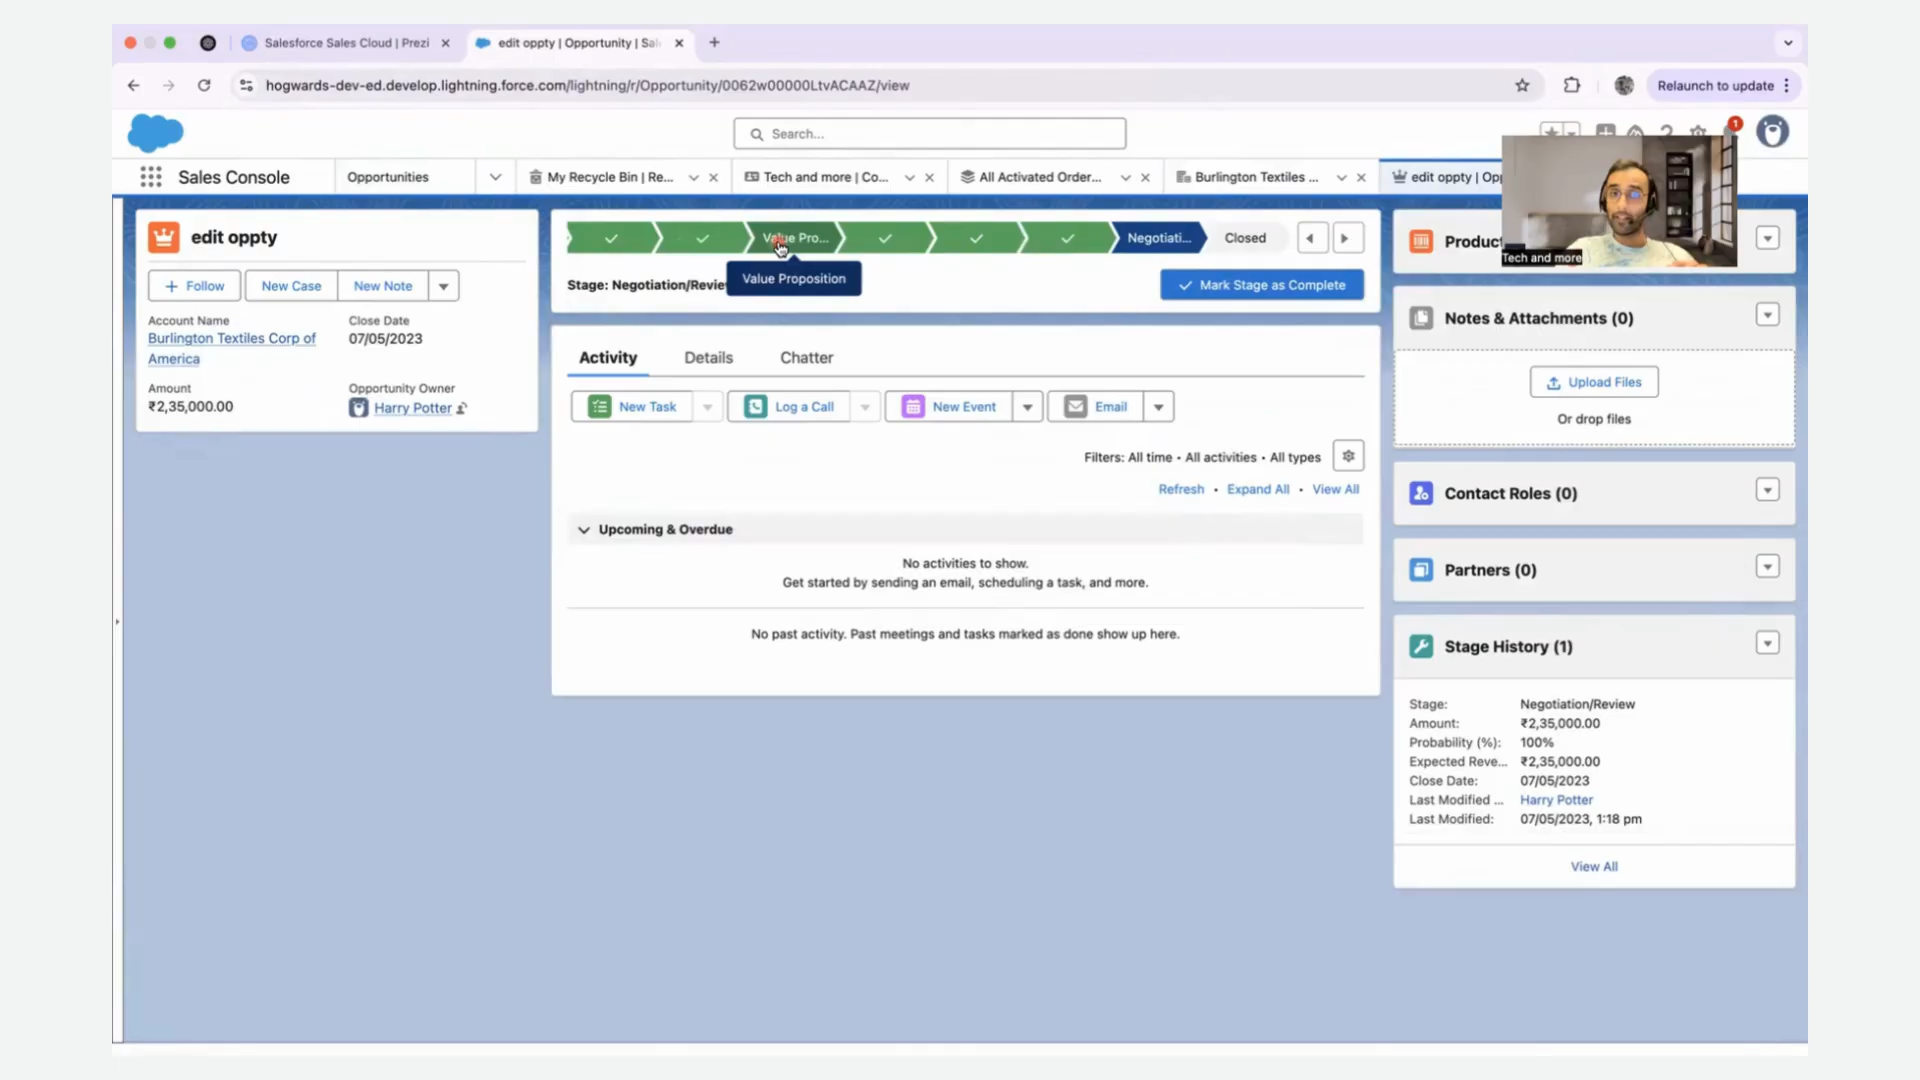 Salesforce Sales Cloud | Prezi
edit oppty | Opportunity | Sal
hogwards-dev-ed.develop.lightning.force.com/lightning/r/Opportunity/0062w00000LtvACAAZ/view
Relaunch to update
Search...
1
Sales Console
Opportunities
My Recycle Bin | Re...
Tech and more | Co...
All Activated Order...
Burlington Textiles ...
edit oppty | Opp
Tech and more
edit oppty
Follow
New Case
New Note
Account Name
Burlington Textiles Corp of
America
Close Date
07/05/2023
Amount
₹2,35,000.00
Opportunity Owner
Harry Potter
Value Pro...
Negotiati...
Closed
Value Proposition
Stage: Negotiation/Revie
Mark Stage as Complete
Activity
Details
Chatter
New Task
Log a Call
New Event
Email
Filters: All time • All activities • All types
Refresh • Expand All • View All
Upcoming & Overdue
No activities to show.
Get started by sending an email, scheduling a task, and more.
No past activity. Past meetings and tasks marked as done show up here.
Product
Notes & Attachments (0)
Upload Files
Or drop files
Contact Roles (0)
Partners (0)
Stage History (1)
Stage: Negotiation/Review
Amount: ₹2,35,000.00
Probability (%): 100%
Expected Reve... ₹2,35,000.00
Close Date: 07/05/2023
Last Modified ... Harry Potter
Last Modified: 07/05/2023, 1:18 pm
View All